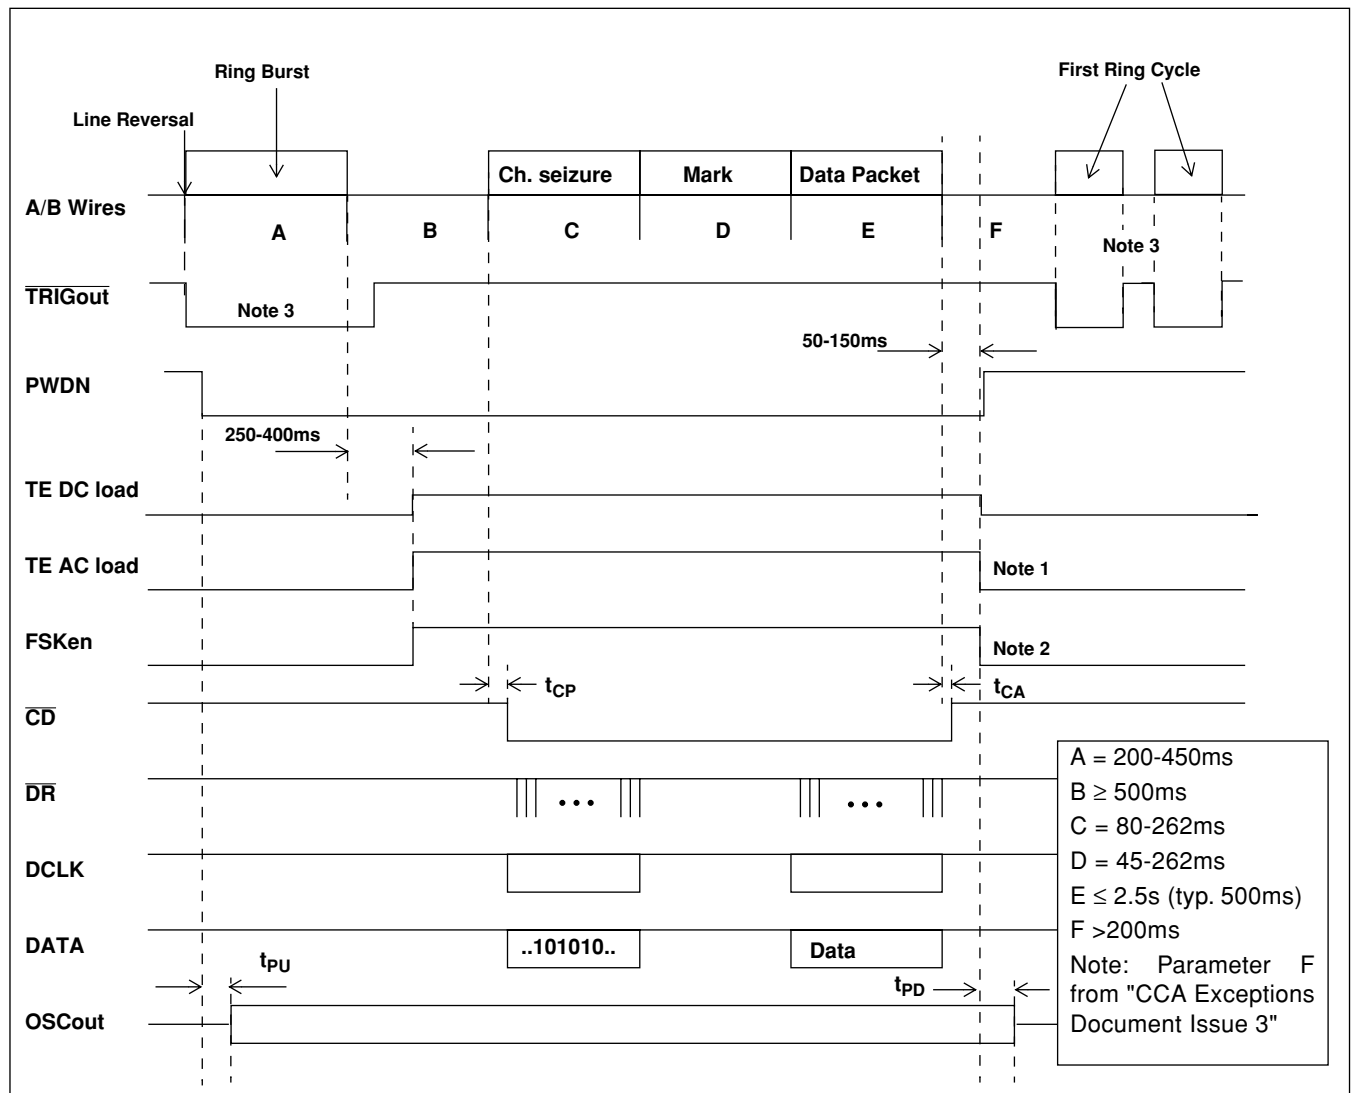 Ring Burst
First Ring Cycle
Line Reversal
Ch. seizure Mark Data Packet
A/B Wires
A B C D E F
Note 3
TRIGout
Note 3
50-150ms
PWDN
250-400ms
TE DC load
TE AC load
Note 1
FSKen
Note 2
tCP tCA
CD
DR
DCLK
DATA
..101010.. Data
tPU
tPD
OSCout
A = 200-450ms
B ≥ 500ms
C = 80-262ms
D = 45-262ms
E ≤ 2.5s (typ. 500ms)
F >200ms
Note: Parameter F
from "CCA Exceptions
Document Issue 3"